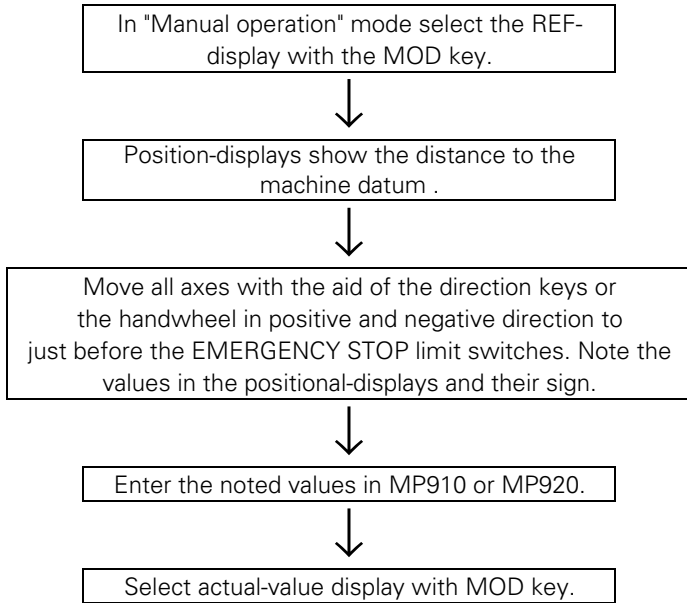 In "Manual operation" mode select the REF-
display with the MOD key.
Position-displays show the distance to the
machine datum .
Move all axes with the aid of the direction keys or
the handwheel in positive and negative direction to
just before the EMERGENCY STOP limit switches. Note the
values in the positional-displays and their sign.
Enter the noted values in MP910 or MP920.
Select actual-value display with MOD key.